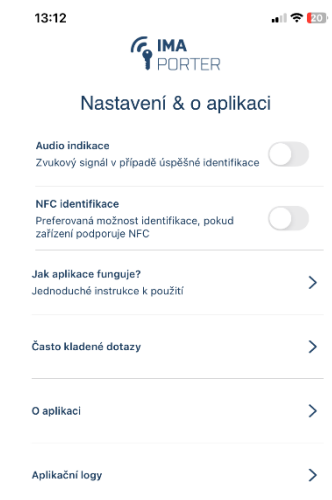 13:12
20
IMA
PORTER
Nastavení & o aplikaci
Audio indikace
Zvukový signál v případě úspěšné identifikace
NFC identifikace
Preferovaná možnost identifikace, pokud
zařízení podporuje NFC
Jak aplikace funguje?
Jednoduché instrukce k použití
Často kladené dotazy
O aplikaci
Aplikační logy